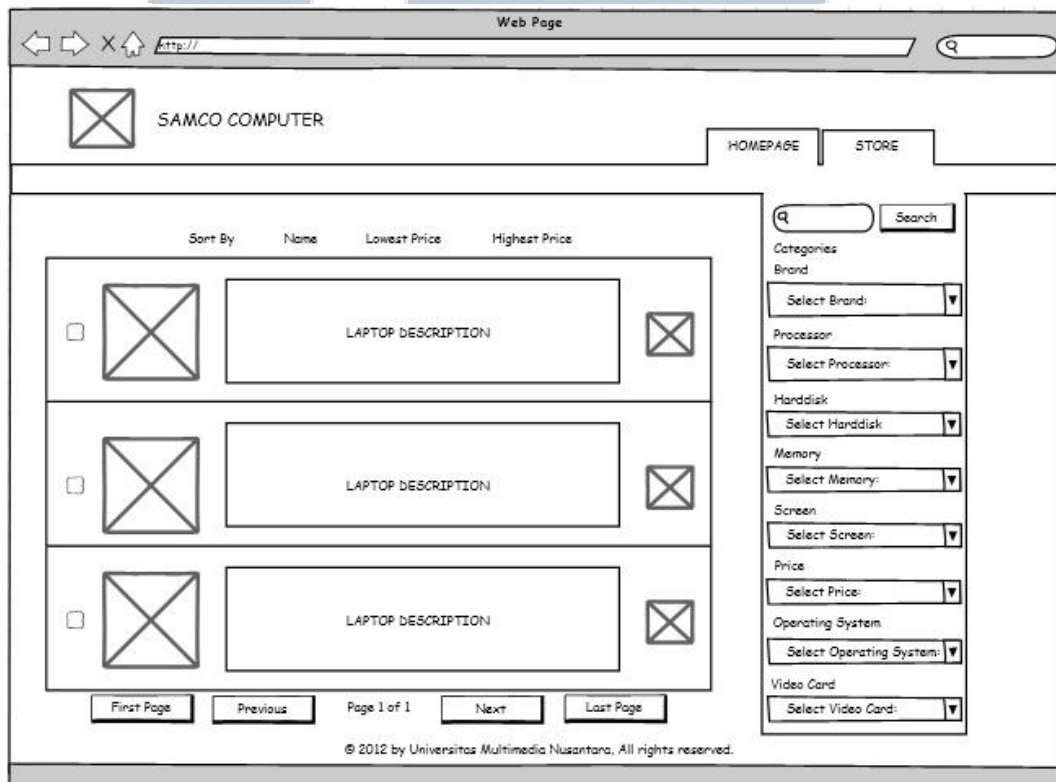 Web Page
http://
SAMCO COMPUTER
HOMEPAGE STORE
Sort By Name Lowest Price Highest Price
LAPTOP DESCRIPTION
LAPTOP DESCRIPTION
LAPTOP DESCRIPTION
First Page Previous Page 1 of 1 Next Last Page
Search
Categories
Brand
Select Brand:
Processor
Select Processor:
Harddisk
Select Harddisk
Memory
Select Memory:
Screen
Select Screen:
Price
Select Price:
Operating System
Select Operating System:
Video Card
Select Video Card:
© 2012 by Universitas Multimedia Nusantara, All rights reserved.